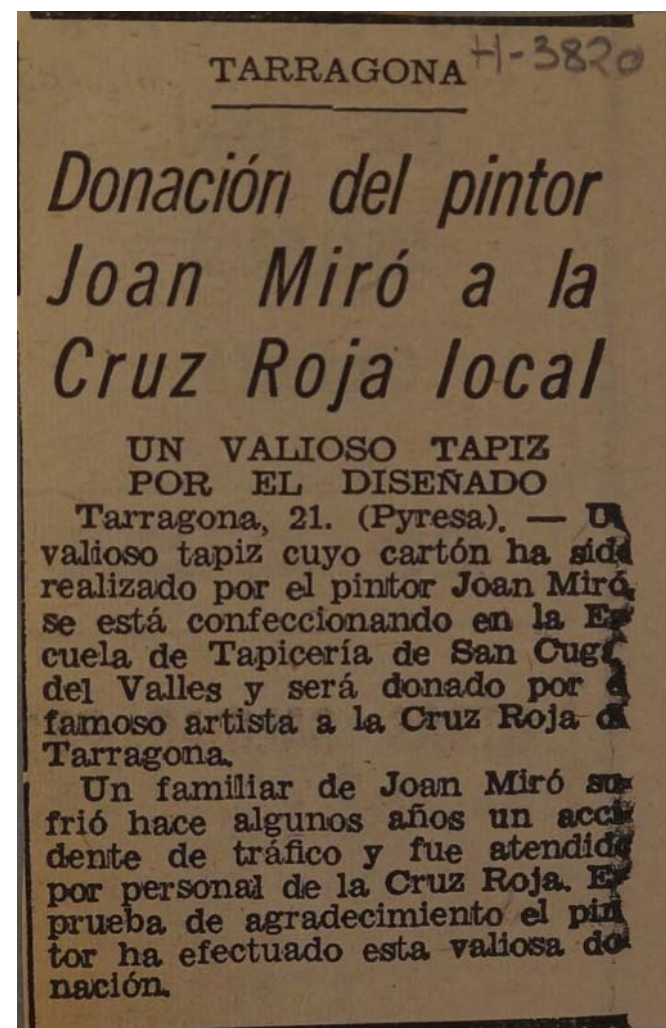 TARRAGONA H-3820
Donación del pintor
Joan Miró a la
Cruz Roja local
UN VALIOSO TAPIZ
POR EL DISEÑADO
Tarragona, 21. (Pyresa). — Un
valioso tapiz cuyo cartón ha sido
realizado por el pintor Joan Miró,
se está confeccionando en la Es-
cuela de Tapicería de San Cugat
del Valles y será donado por el
famoso artista a la Cruz Roja de
Tarragona.
Un familiar de Joan Miró su-
frió hace algunos años un acci-
dente de tráfico y fue atendido
por personal de la Cruz Roja. En
prueba de agradecimiento el pin-
tor ha efectuado esta valiosa do-
nación.